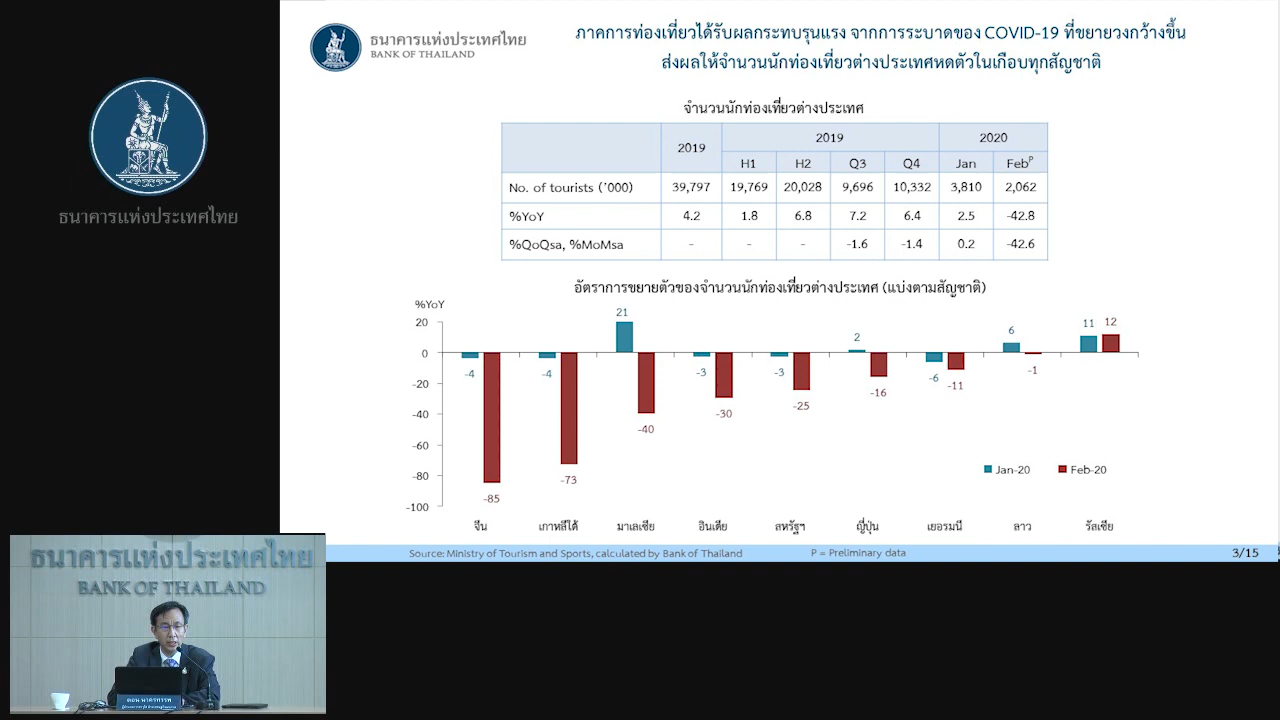 ธนาคารแห่งประเทศไทย
ธนาคารแห่งประเทศไทย
BANK OF THAILAND
ภาคการท่องเที่ยวได้รับผลกระทบรุนแรง จากการระบาดของ COVID-19 ที่ขยายวงกว้างขึ้น
ส่งผลให้จำนวนนักท่องเที่ยวต่างประเทศหดตัวในเกือบทุกสัญชาติ
จำนวนนักท่องเที่ยวต่างประเทศ
2019 2019 2020
H1 H2 Q3 Q4 Jan Febᴾ
No. of tourists ('000) 39,797 19,769 20,028 9,696 10,332 3,810 2,062
%YoY 4.2 1.8 6.8 7.2 6.4 2.5 -42.8
%QoQsa, %MoMsa - - - -1.6 -1.4 0.2 -42.6
อัตราการขยายตัวของจำนวนนักท่องเที่ยวต่างประเทศ (แบ่งตามสัญชาติ)
%YoY
20
0
-20
-40
-60
-80
-100
-4 -85
-4 -73
21 -40
-3 -30
-3 -25
2 -16
-6 -11
6 -1
11 12
Jan-20 Feb-20
จีน เกาหลีใต้ มาเลเซีย อินเดีย สหรัฐฯ ญี่ปุ่น เยอรมนี ลาว รัสเซีย
Source: Ministry of Tourism and Sports, calculated by Bank of Thailand P = Preliminary data 3/15
ธนาคารแห่งประเทศไทย
BANK OF THAILAND
ดอน นาครทรรพ